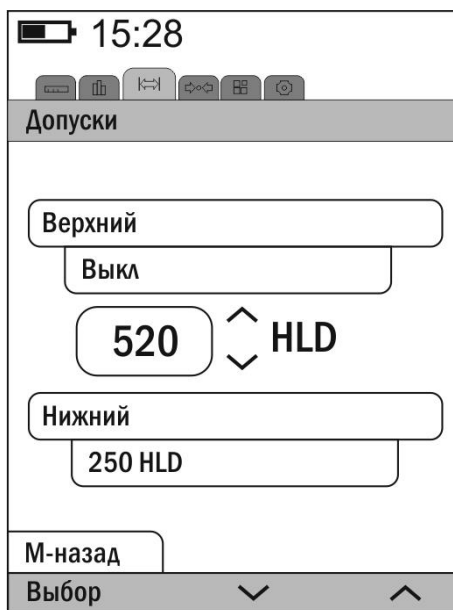 15:28
Допуски
Верхний
Выкл
520 HLD
Нижний
250 HLD
М-назад
Выбор